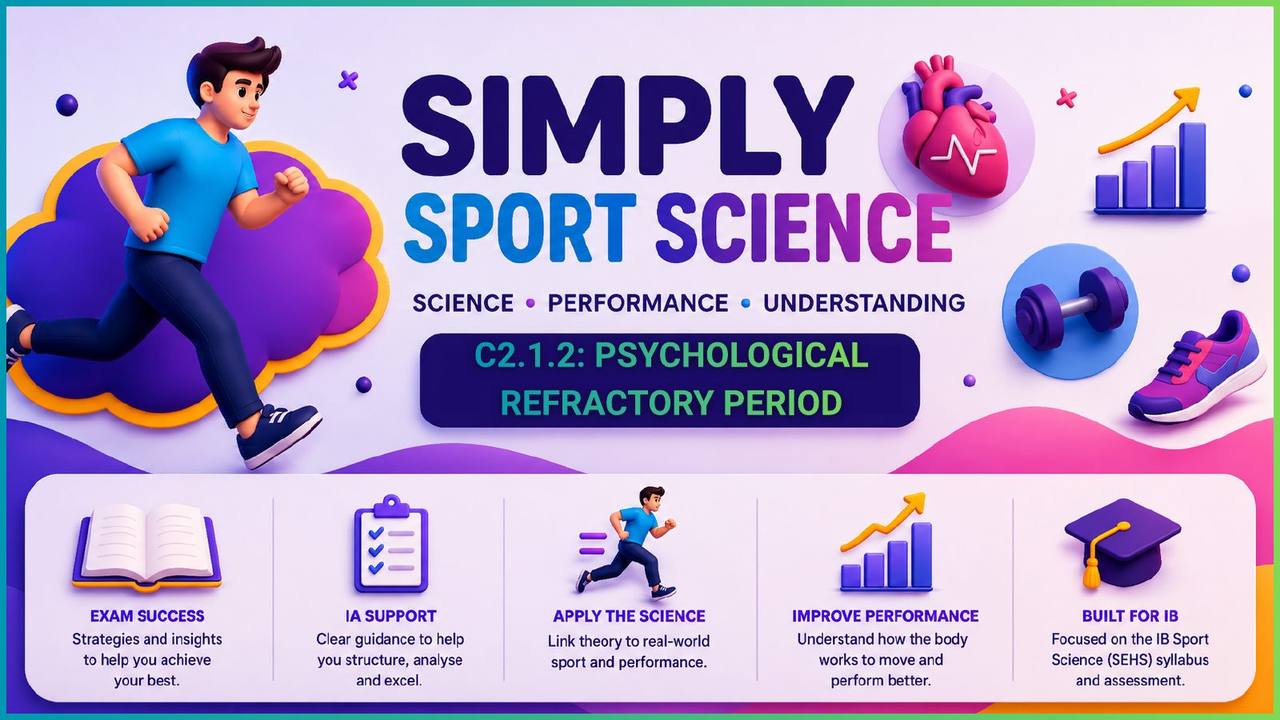 SIMPLY
SPORT SCIENCE
SCIENCE • PERFORMANCE • UNDERSTANDING
C2.1.2: PSYCHOLOGICAL
REFRACTORY PERIOD
EXAM SUCCESS
Strategies and insights
to help you achieve
your best.
IA SUPPORT
Clear guidance to help
you structure, analyse
and excel.
APPLY THE SCIENCE
Link theory to real-world
sport and performance.
IMPROVE PERFORMANCE
Understand how the body
works to move and
perform better.
BUILT FOR IB
Focused on the IB Sport
Science (SEHS) syllabus
and assessment.